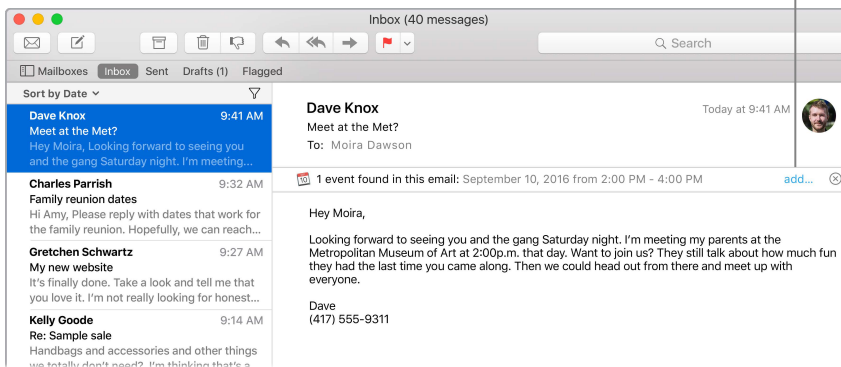 Inbox (40 messages)
Search
Mailboxes Inbox Sent Drafts (1) Flagged
Sort by Date
Dave Knox 9:41 AM
Meet at the Met?
Hey Moira, Looking forward to seeing you
and the gang Saturday night. I'm meeting...
Charles Parrish 9:32 AM
Family reunion dates
Hi Amy, Please reply with dates that work for
the family reunion. Hopefully, we can reach...
Gretchen Schwartz 9:27 AM
My new website
It's finally done. Take a look and tell me that
you love it. I'm not really looking for honest...
Kelly Goode 9:14 AM
Re: Sample sale
Handbags and accessories and other things
we totally don't need? I'm thinking that's a
Dave Knox Today at 9:41 AM
Meet at the Met?
To: Moira Dawson
10 1 event found in this email: September 10, 2016 from 2:00 PM - 4:00 PM add...
Hey Moira,
Looking forward to seeing you and the gang Saturday night. I'm meeting my parents at the
Metropolitan Museum of Art at 2:00p.m. that day. Want to join us? They still talk about how much fun
they had the last time you came along. Then we could head out from there and meet up with
everyone.
Dave
(417) 555-9311